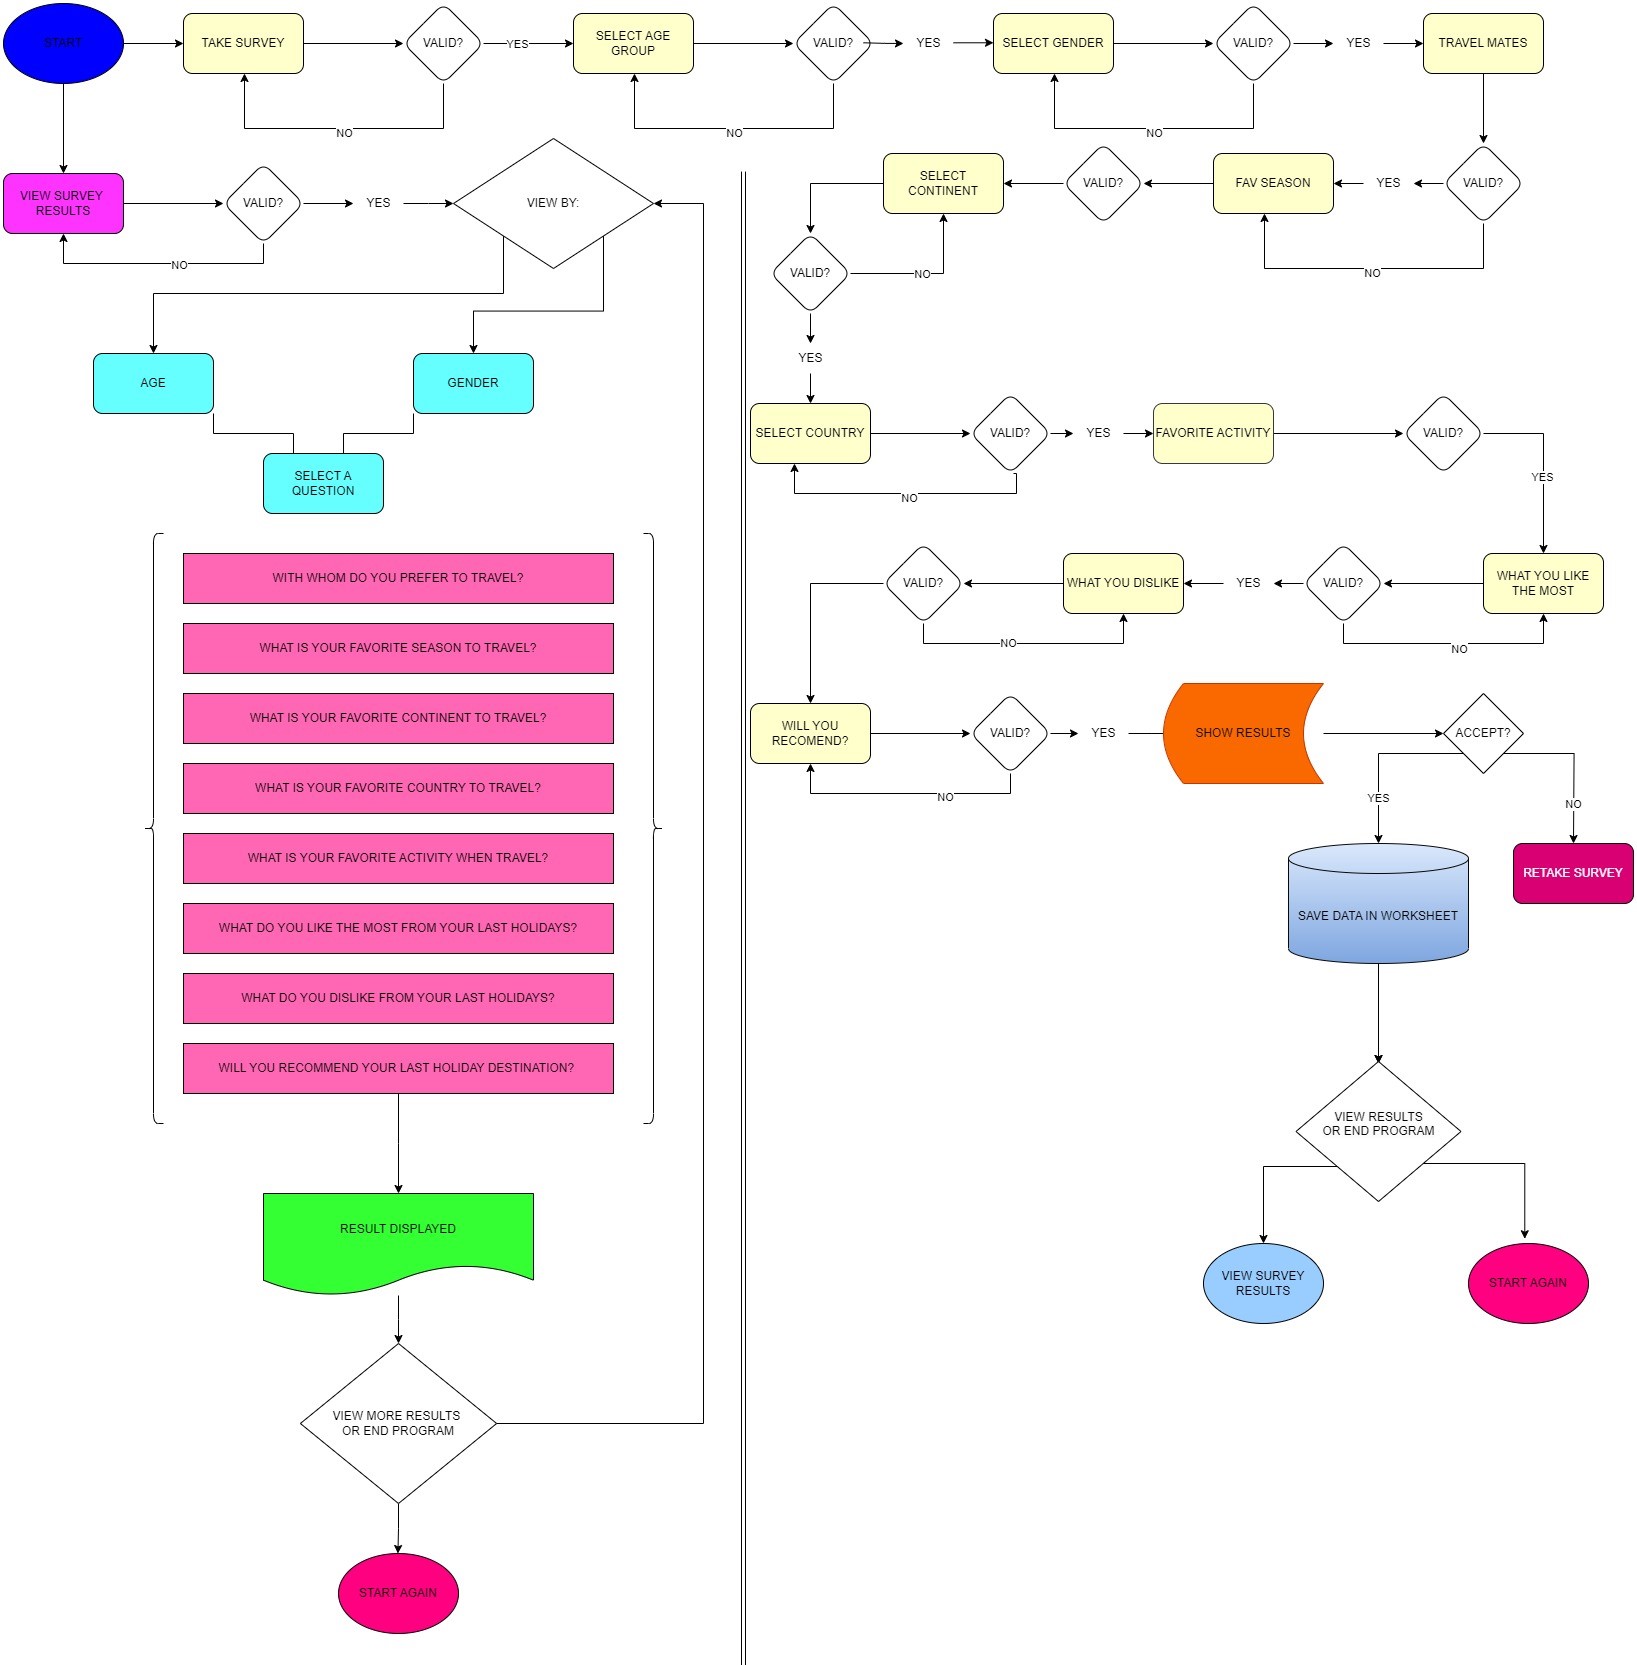 START
TAKE SURVEY
VALID?
YES
SELECT AGE
GROUP
VALID?
YES
SELECT GENDER
VALID?
YES
TRAVEL MATES
NO
NO
NO
VIEW SURVEY
RESULTS
VALID?
YES
VIEW BY:
NO
SELECT
CONTINENT
VALID?
FAV SEASON
YES
VALID?
VALID?
NO
NO
YES
AGE
GENDER
SELECT A
QUESTION
SELECT COUNTRY
VALID?
YES
FAVORITE ACTIVITY
VALID?
YES
NO
WITH WHOM DO YOU PREFER TO TRAVEL?
WHAT IS YOUR FAVORITE SEASON TO TRAVEL?
WHAT IS YOUR FAVORITE CONTINENT TO TRAVEL?
WHAT IS YOUR FAVORITE COUNTRY TO TRAVEL?
WHAT IS YOUR FAVORITE ACTIVITY WHEN TRAVEL?
WHAT DO YOU LIKE THE MOST FROM YOUR LAST HOLIDAYS?
WHAT DO YOU DISLIKE FROM YOUR LAST HOLIDAYS?
WILL YOU RECOMMEND YOUR LAST HOLIDAY DESTINATION?
VALID?
WHAT YOU DISLIKE
YES
VALID?
WHAT YOU LIKE
THE MOST
NO
NO
WILL YOU
RECOMEND?
VALID?
YES
SHOW RESULTS
ACCEPT?
NO
YES
NO
RETAKE SURVEY
SAVE DATA IN WORKSHEET
VIEW RESULTS
OR END PROGRAM
VIEW SURVEY
RESULTS
START AGAIN
RESULT DISPLAYED
VIEW MORE RESULTS
OR END PROGRAM
START AGAIN